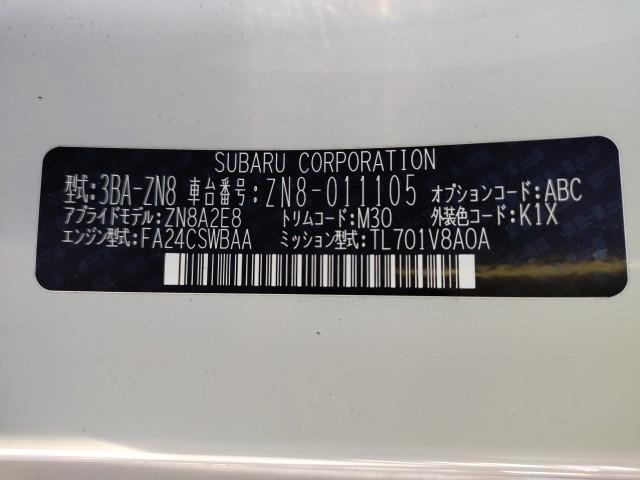 SUBARU CORPORATION
型式:3BA-ZN8 車台番号:ZN8-011105 オプションコード:ABC
アプライドモデル:ZN8A2E8 トリムコード:M30 外装色コード:K1X
エンジン型式:FA24CSWBAA ミッション型式:TL701V8A0A